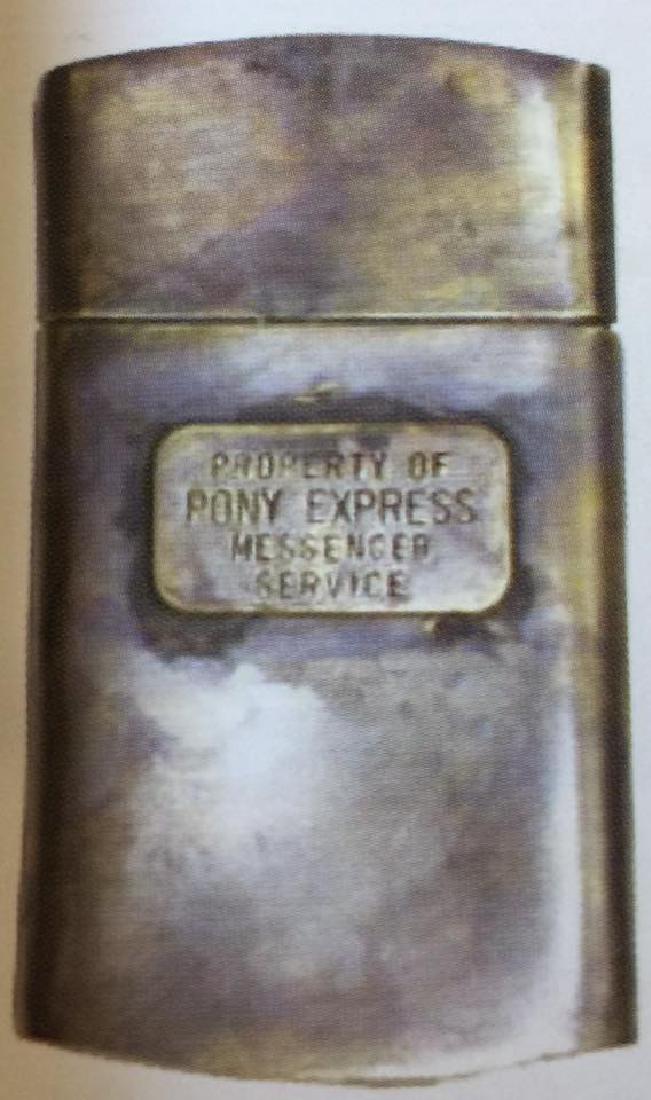 PROPERTY OF
PONY EXPRESS
MESSENGER
SERVICE